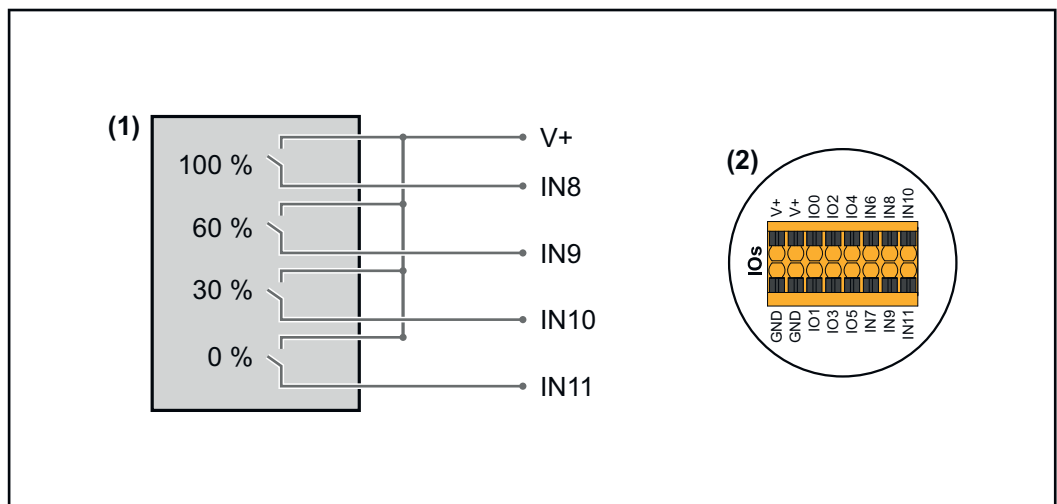 (1)
100 %
60 %
30 %
0 %
V+
IN8
IN9
IN10
IN11
(2)
V+ V+ IO0 IO2 IO4 IN6 IN8 IN10
IOs
GND GND IO1 IO3 IO5 IN7 IN9 IN11